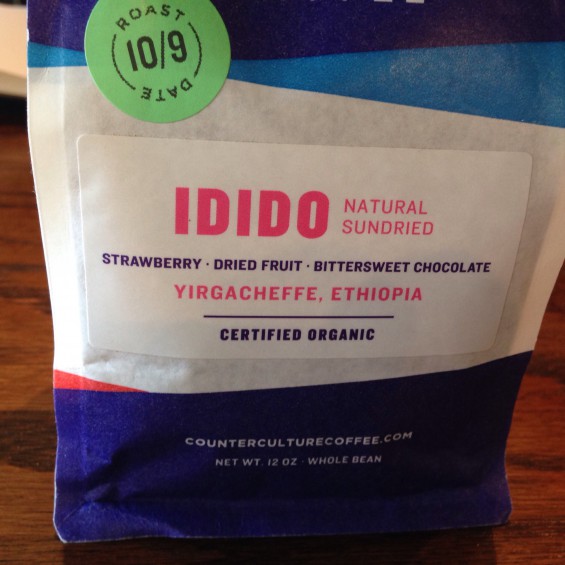 ROAST
10/9
DATE
IDIDO NATURAL
SUNDRIED
STRAWBERRY · DRIED FRUIT · BITTERSWEET CHOCOLATE
YIRGACHEFFE, ETHIOPIA
CERTIFIED ORGANIC
COUNTERCULTURECOFFEE.COM
NET WT. 12 OZ · WHOLE BEAN